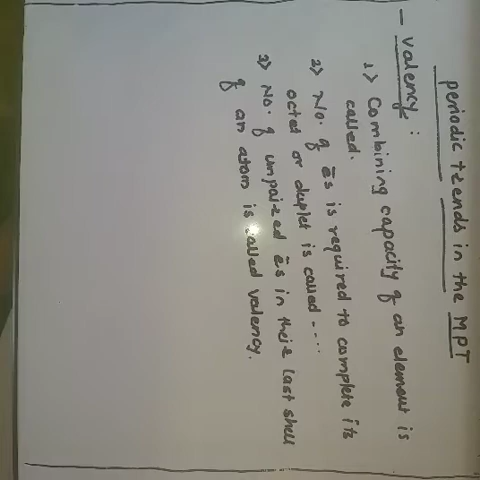 periodic trends in the MPT
- Valency :
1) Combining capacity of an element is
called.
2) No. of ēs is required to complete its
octet or duplet is called ....
2) No. of unpaired ēs in their last shell
of an atom is called valency.